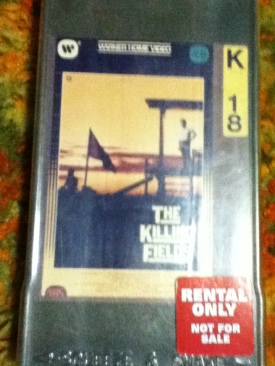 WARNER HOME VIDEO
K
18
THE
KILLING
FIELDS
RENTAL
ONLY
NOT FOR
SALE